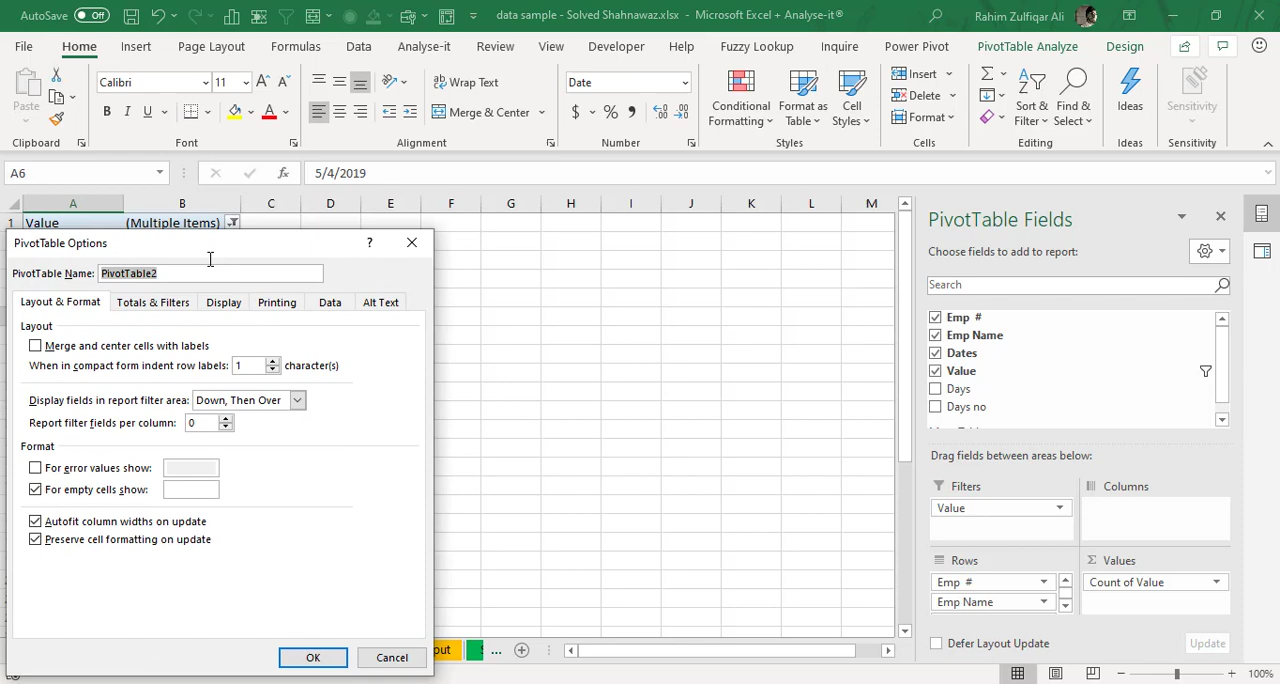 AutoSave Off data sample - Solved Shahnawaz.xlsx - Microsoft Excel + Analyse-it® Rahim Zulfiqar Ali
File Home Insert Page Layout Formulas Data Analyse-it Review View Developer Help Fuzzy Lookup Inquire Power Pivot PivotTable Analyze Design
Paste Calibri 11 A A Wrap Text Date Conditional Formatting Format as Table Cell Styles Insert Sort & Filter Find & Select Ideas Sensitivity
B I U A Merge & Center $ % , Delete
Format
Clipboard Font Alignment Number Styles Cells Editing Ideas Sensitivity
A6 fx 5/4/2019
A B C D E F G H I J K L M
1 Value (Multiple Items)
PivotTable Options ? ×
PivotTable Name: PivotTable2
Layout & Format Totals & Filters Display Printing Data Alt Text
Layout
Merge and center cells with labels
When in compact form indent row labels: 1 character(s)
Display fields in report filter area: Down, Then Over
Report filter fields per column: 0
Format
For error values show:
For empty cells show:
Autofit column widths on update
Preserve cell formatting on update
OK Cancel
PivotTable Fields
Choose fields to add to report:
Search
Emp #
Emp Name
Dates
Value
Days
Days no
Drag fields between areas below:
Filters Columns
Value
Rows Σ Values
Emp # Count of Value
Emp Name
Defer Layout Update Update
put ...
100%